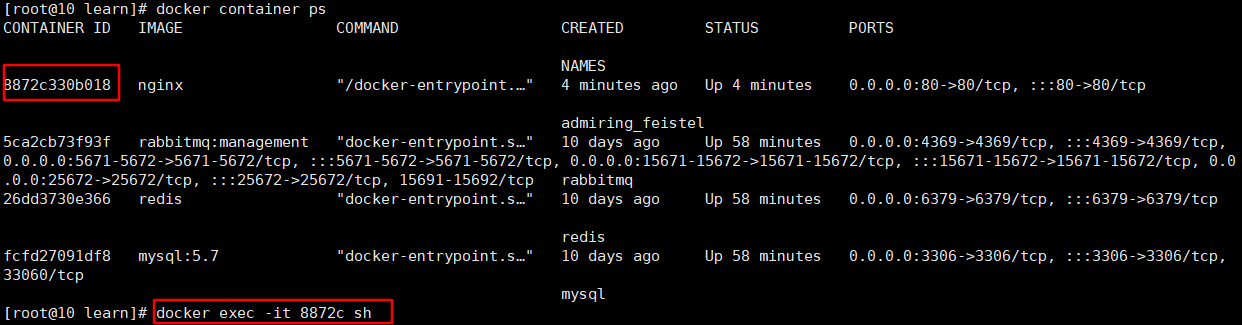 [root@10 learn]# docker container ps
CONTAINER ID   IMAGE                 COMMAND                  CREATED         STATUS          PORTS
NAMES
8872c330b018   nginx                 "/docker-entrypoint.…"   4 minutes ago   Up 4 minutes    0.0.0.0:80->80/tcp, :::80->80/tcp
admiring_feistel
5ca2cb73f93f   rabbitmq:management   "docker-entrypoint.s…"   10 days ago     Up 58 minutes   0.0.0.0:4369->4369/tcp, :::4369->4369/tcp,
0.0.0.0:5671-5672->5671-5672/tcp, :::5671-5672->5671-5672/tcp, 0.0.0.0:15671-15672->15671-15672/tcp, :::15671-15672->15671-15672/tcp, 0.0
.0.0:25672->25672/tcp, :::25672->25672/tcp, 15691-15692/tcp   rabbitmq
26dd3730e366   redis                 "docker-entrypoint.s…"   10 days ago     Up 58 minutes   0.0.0.0:6379->6379/tcp, :::6379->6379/tcp
redis
fcfd27091df8   mysql:5.7             "docker-entrypoint.s…"   10 days ago     Up 58 minutes   0.0.0.0:3306->3306/tcp, :::3306->3306/tcp,
33060/tcp
mysql
[root@10 learn]# docker exec -it 8872c sh